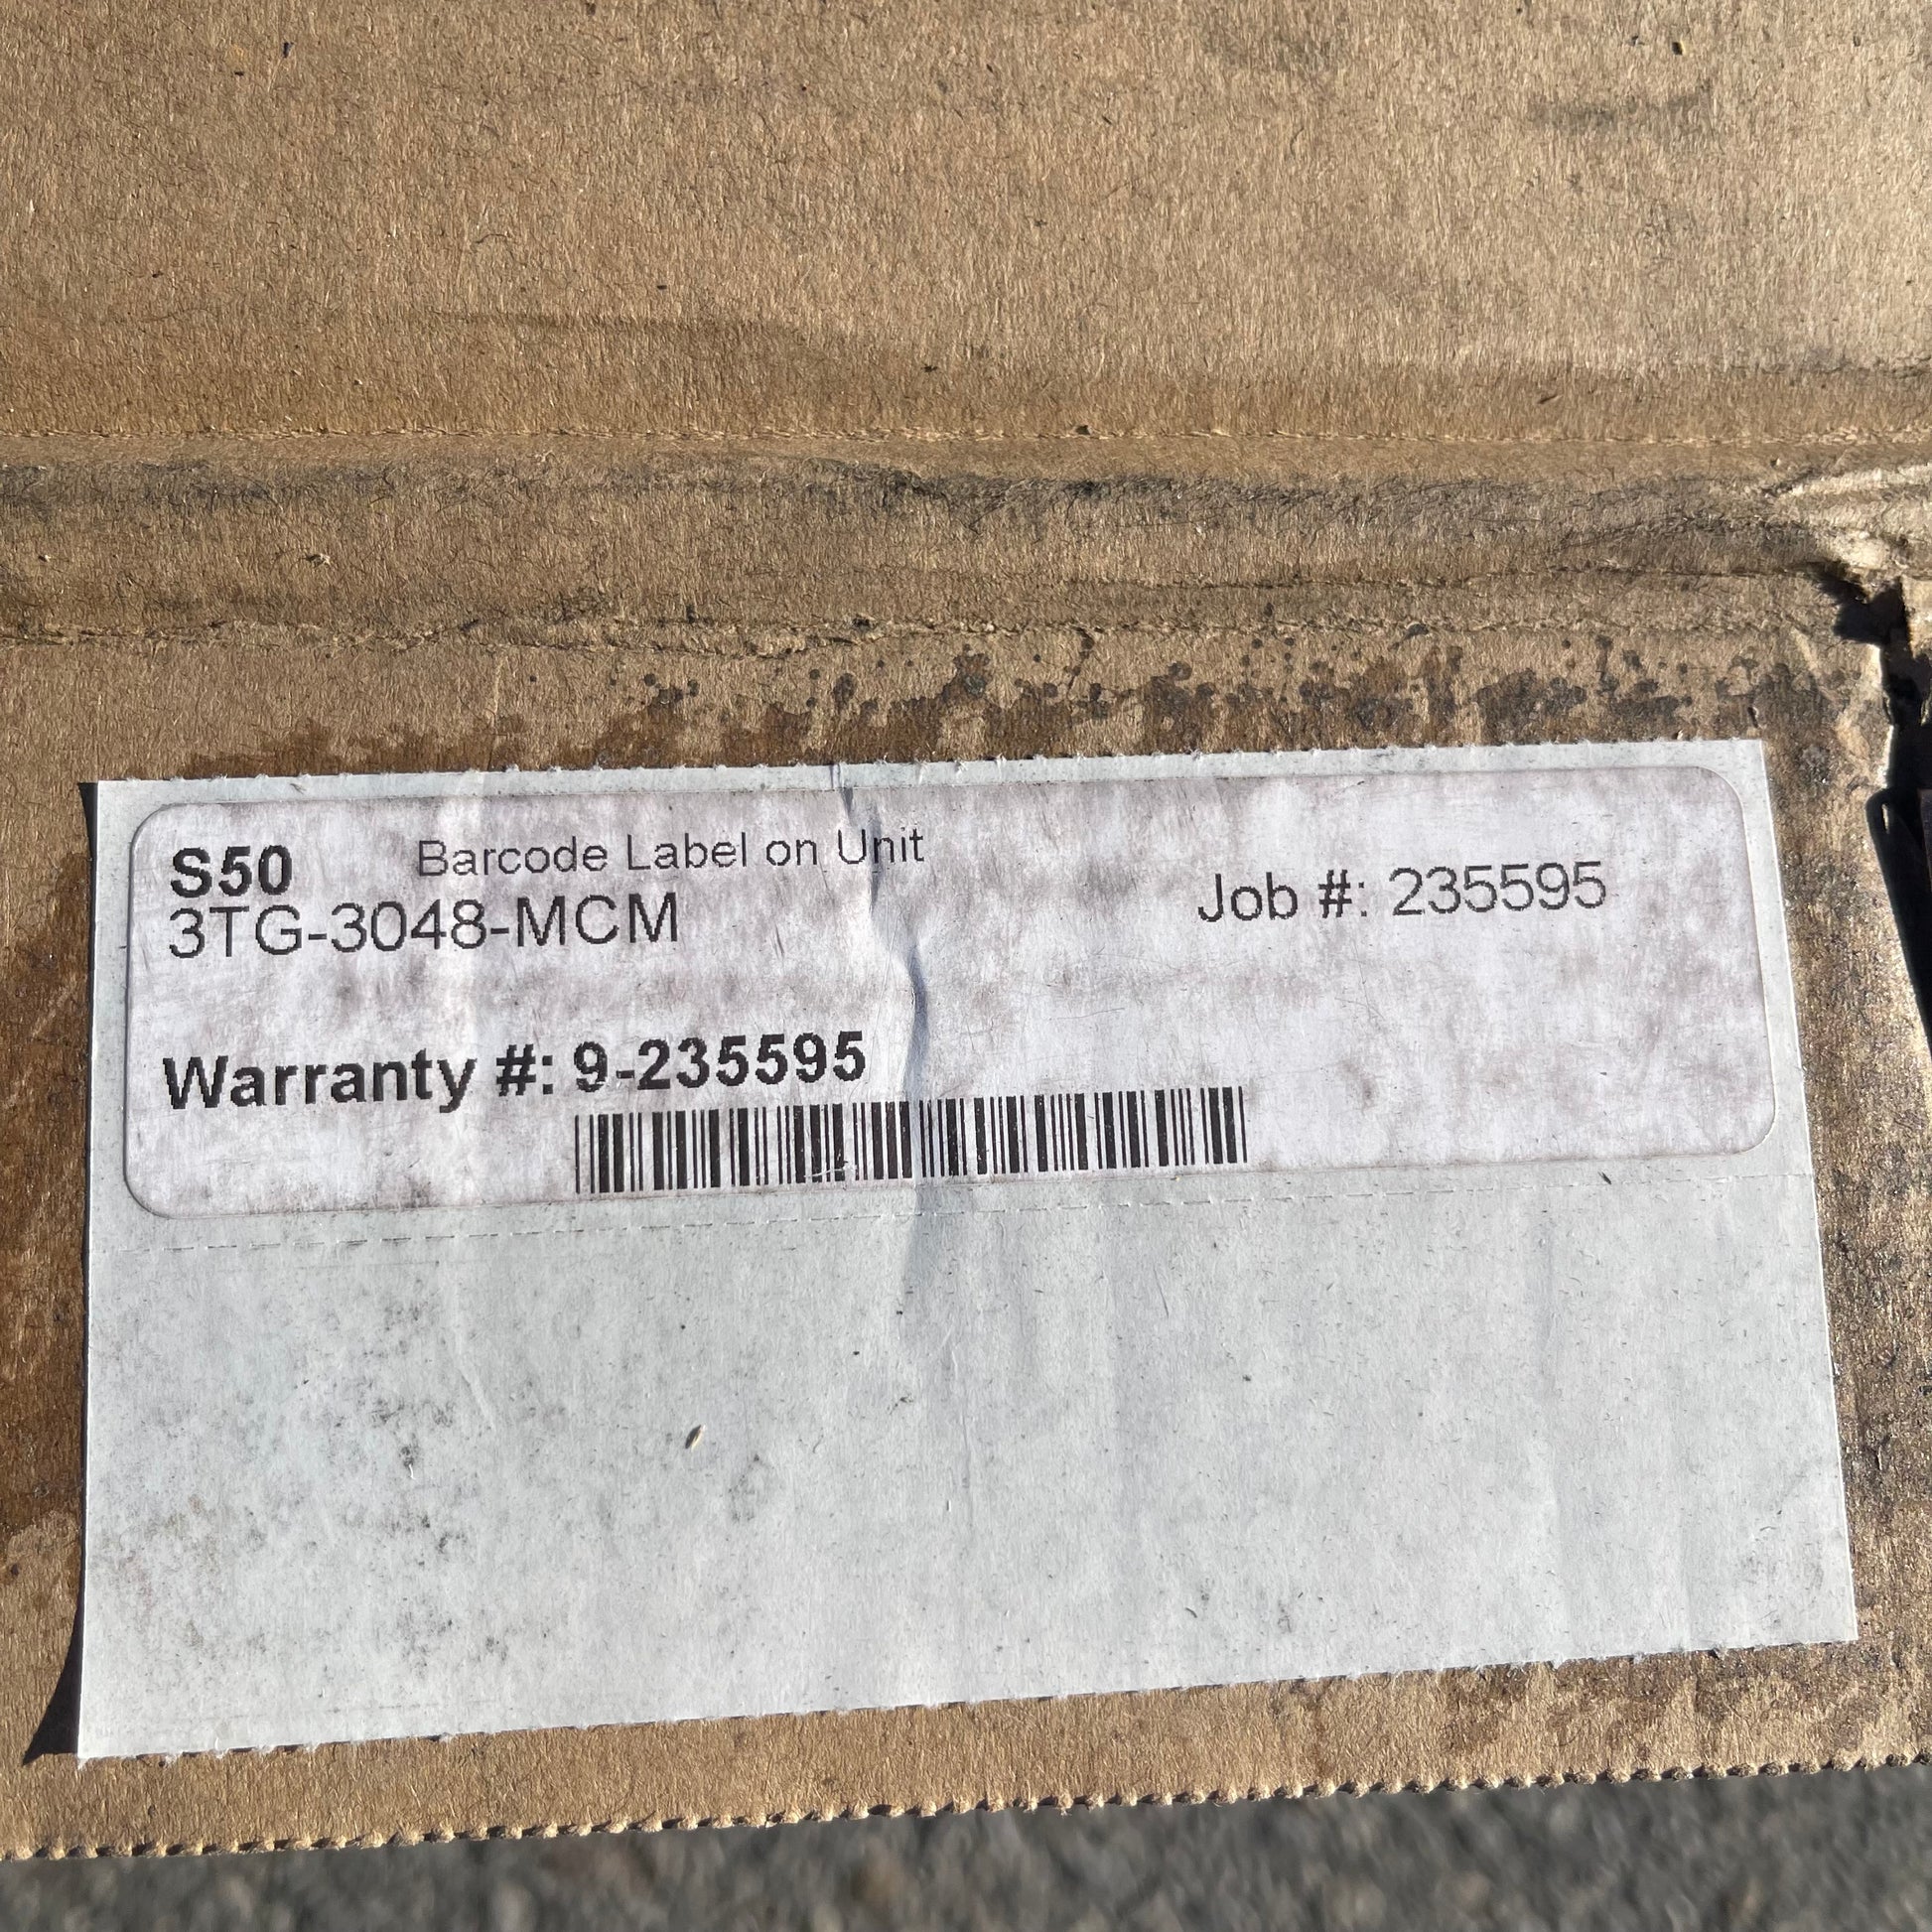 S50 Barcode Label on Unit
3TG-3048-MCM
Job #: 235595
Warranty #: 9-235595